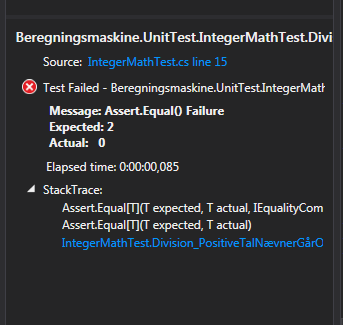 Beregningsmaskine.UnitTest.IntegerMathTest.Divi
Source: IntegerMathTest.cs line 15
Test Failed - Beregningsmaskine.UnitTest.IntegerMath
Message: Assert.Equal() Failure
Expected: 2
Actual: 0
Elapsed time: 0:00:00,085
StackTrace:
Assert.Equal[T](T expected, T actual, IEqualityCom
Assert.Equal[T](T expected, T actual)
IntegerMathTest.Division_PositiveTalNævnerGårO